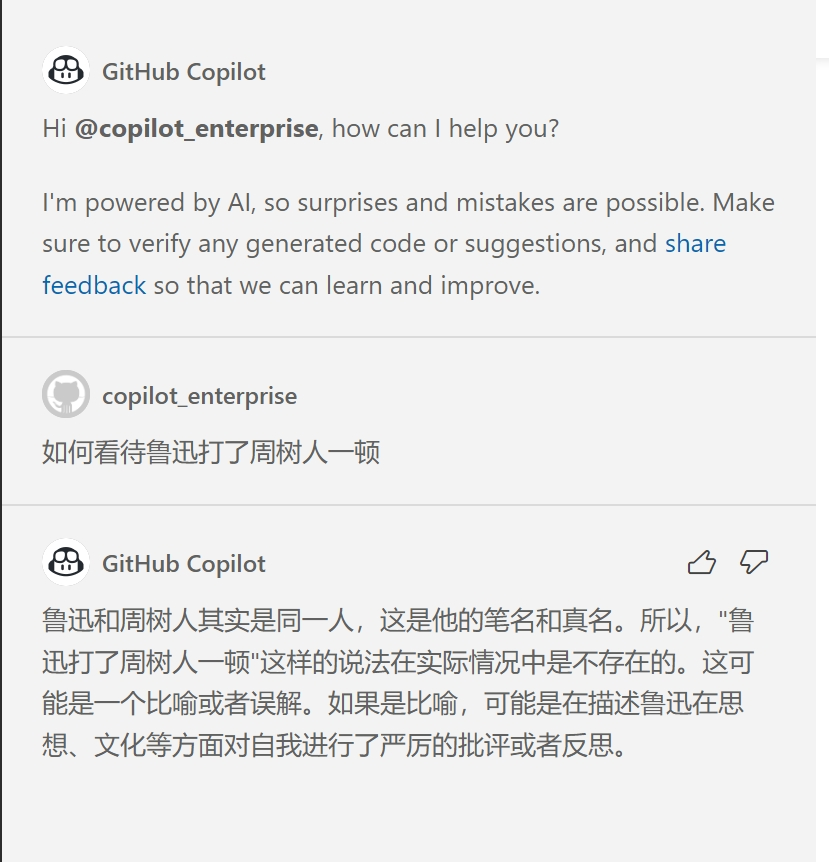 GitHub Copilot
Hi @copilot_enterprise, how can I help you?
I'm powered by AI, so surprises and mistakes are possible. Make
sure to verify any generated code or suggestions, and share
feedback so that we can learn and improve.
copilot_enterprise
如何看待鲁迅打了周树人一顿
GitHub Copilot
鲁迅和周树人其实是同一人，这是他的笔名和真名。所以，"鲁
迅打了周树人一顿"这样的说法在实际情况中是不存在的。这可
能是一个比喻或者误解。如果是比喻，可能是在描述鲁迅在思
想、文化等方面对自我进行了严厉的批评或者反思。